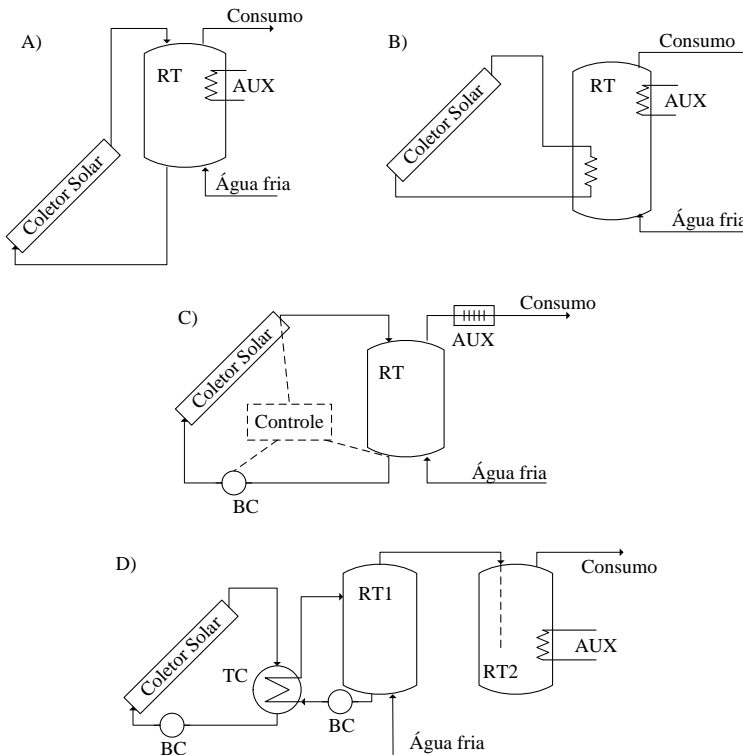 A)
Consumo
RT
AUX
Coletor Solar
Água fria
B)
Consumo
RT
AUX
Coletor Solar
Água fria
C)
Consumo
AUX
Coletor Solar
RT
Controle
Água fria
BC
D)
Consumo
RT1
Coletor Solar
TC
RT2
AUX
BC
BC
Água fria